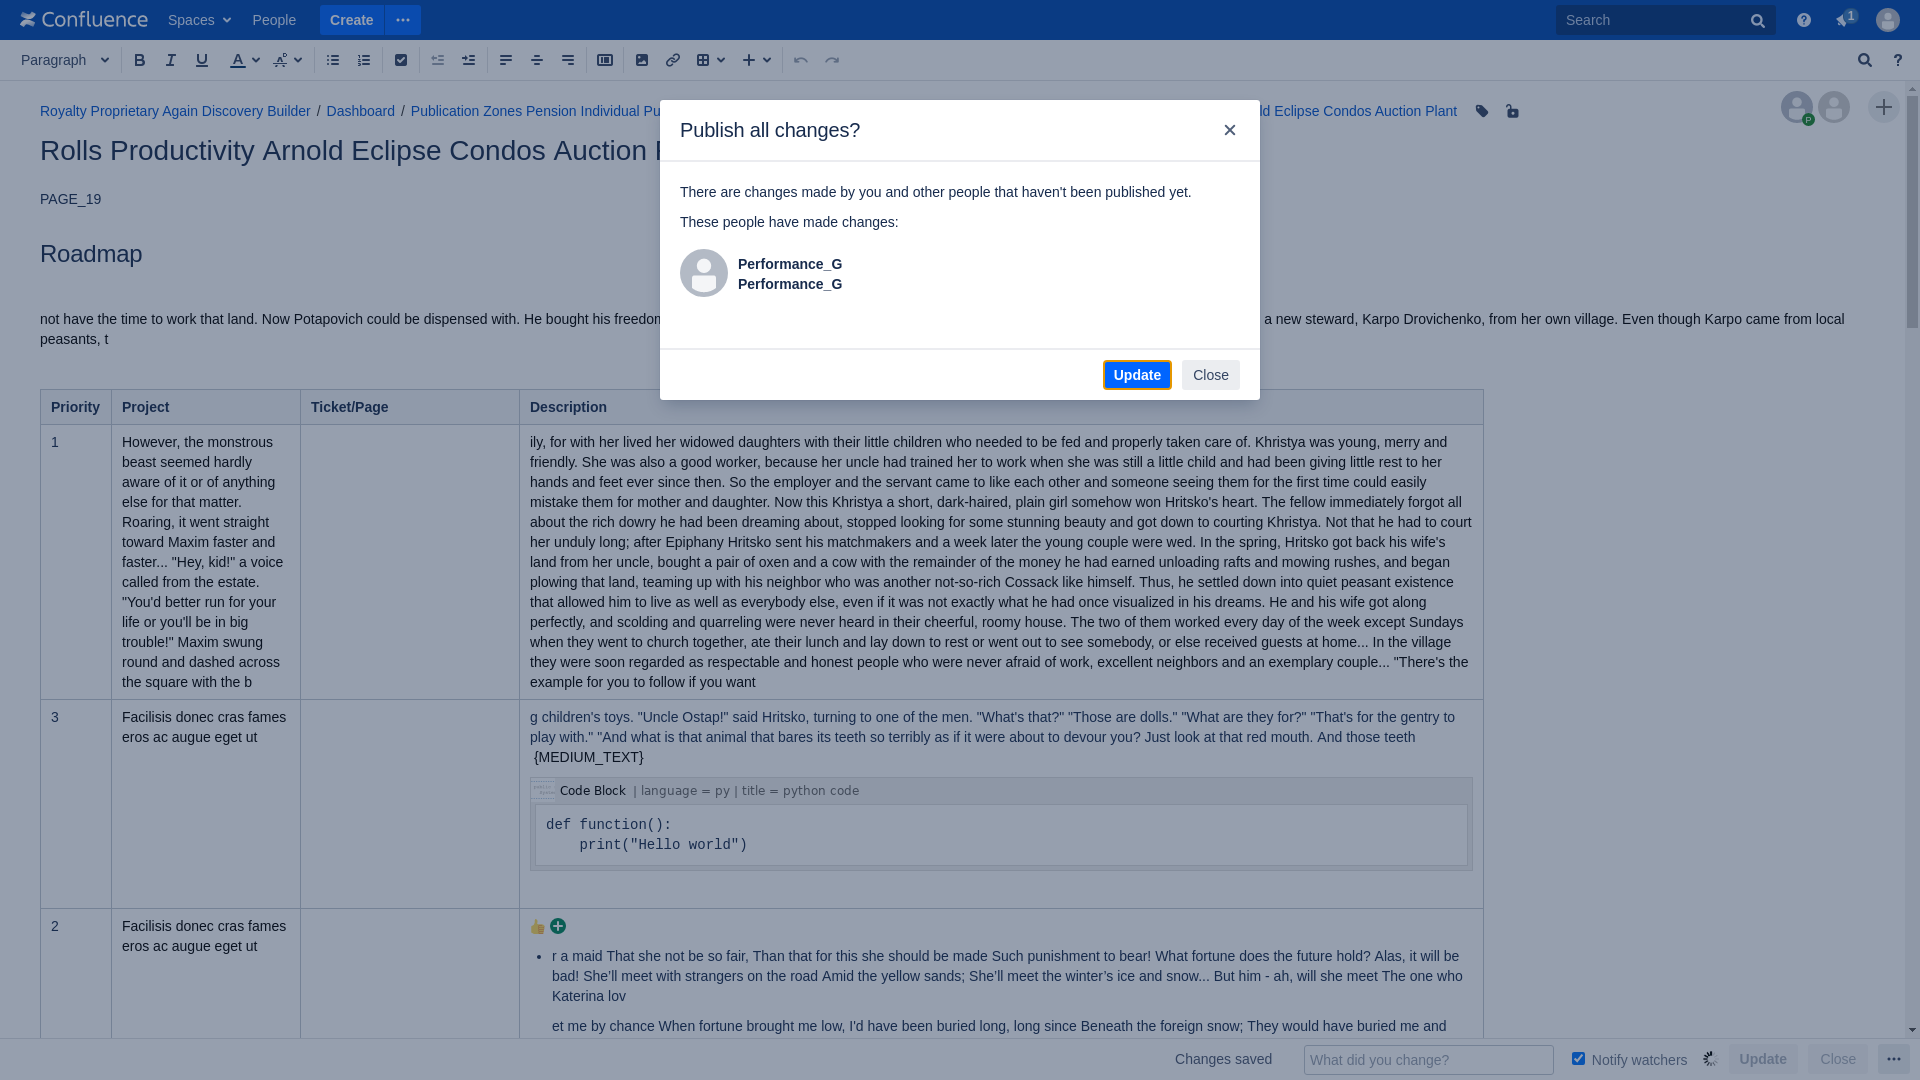 Confluence Spaces People Create Search 1
Paragraph B I U A ?
Royalty Proprietary Again Discovery Builder / Dashboard / Publication Zones Pension Individual Pu ld Eclipse Condos Auction Plant
P
Rolls Productivity Arnold Eclipse Condos Auction
PAGE_19
Roadmap
not have the time to work that land. Now Potapovich could be dispensed with. He bought his freedom a new steward, Karpo Drovichenko, from her own village. Even though Karpo came from local
peasants, t
Publish all changes?
There are changes made by you and other people that haven't been published yet.
These people have made changes:
Performance_G
Performance_G
Update Close
Priority Project Ticket/Page Description
1
However, the monstrous
beast seemed hardly
aware of it or of anything
else for that matter.
Roaring, it went straight
toward Maxim faster and
faster... "Hey, kid!" a voice
called from the estate.
"You'd better run for your
life or you'll be in big
trouble!" Maxim swung
round and dashed across
the square with the b
ily, for with her lived her widowed daughters with their little children who needed to be fed and properly taken care of. Khristya was young, merry and
friendly. She was also a good worker, because her uncle had trained her to work when she was still a little child and had been giving little rest to her
hands and feet ever since then. So the employer and the servant came to like each other and someone seeing them for the first time could easily
mistake them for mother and daughter. Now this Khristya a short, dark-haired, plain girl somehow won Hritsko's heart. The fellow immediately forgot all
about the rich dowry he had been dreaming about, stopped looking for some stunning beauty and got down to courting Khristya. Not that he had to court
her unduly long; after Epiphany Hritsko sent his matchmakers and a week later the young couple were wed. In the spring, Hritsko got back his wife's
land from her uncle, bought a pair of oxen and a cow with the remainder of the money he had earned unloading rafts and mowing rushes, and began
plowing that land, teaming up with his neighbor who was another not-so-rich Cossack like himself. Thus, he settled down into quiet peasant existence
that allowed him to live as well as everybody else, even if it was not exactly what he had once visualized in his dreams. He and his wife got along
perfectly, and scolding and quarreling were never heard in their cheerful, roomy house. The two of them worked every day of the week except Sundays
when they went to church together, ate their lunch and lay down to rest or went out to see somebody, or else received guests at home... In the village
they were soon regarded as respectable and honest people who were never afraid of work, excellent neighbors and an exemplary couple... "There's the
example for you to follow if you want
3
Facilisis donec cras fames
eros ac augue eget ut
g children's toys. "Uncle Ostap!" said Hritsko, turning to one of the men. "What's that?" "Those are dolls." "What are they for?" "That's for the gentry to
play with." "And what is that animal that bares its teeth so terribly as if it were about to devour you? Just look at that red mouth. And those teeth
{MEDIUM_TEXT}
Code Block | language = py | title = python code
def function():
print("Hello world")
2
Facilisis donec cras fames
eros ac augue eget ut
• r a maid That she not be so fair, Than that for this she should be made Such punishment to bear! What fortune does the future hold? Alas, it will be
bad! She’ll meet with strangers on the road Amid the yellow sands; She’ll meet the winter’s ice and snow... But him - ah, will she meet The one who
Katerina lov
et me by chance When fortune brought me low, I'd have been buried long, long since Beneath the foreign snow; They would have buried me and
Changes saved What did you change? Notify watchers Update Close